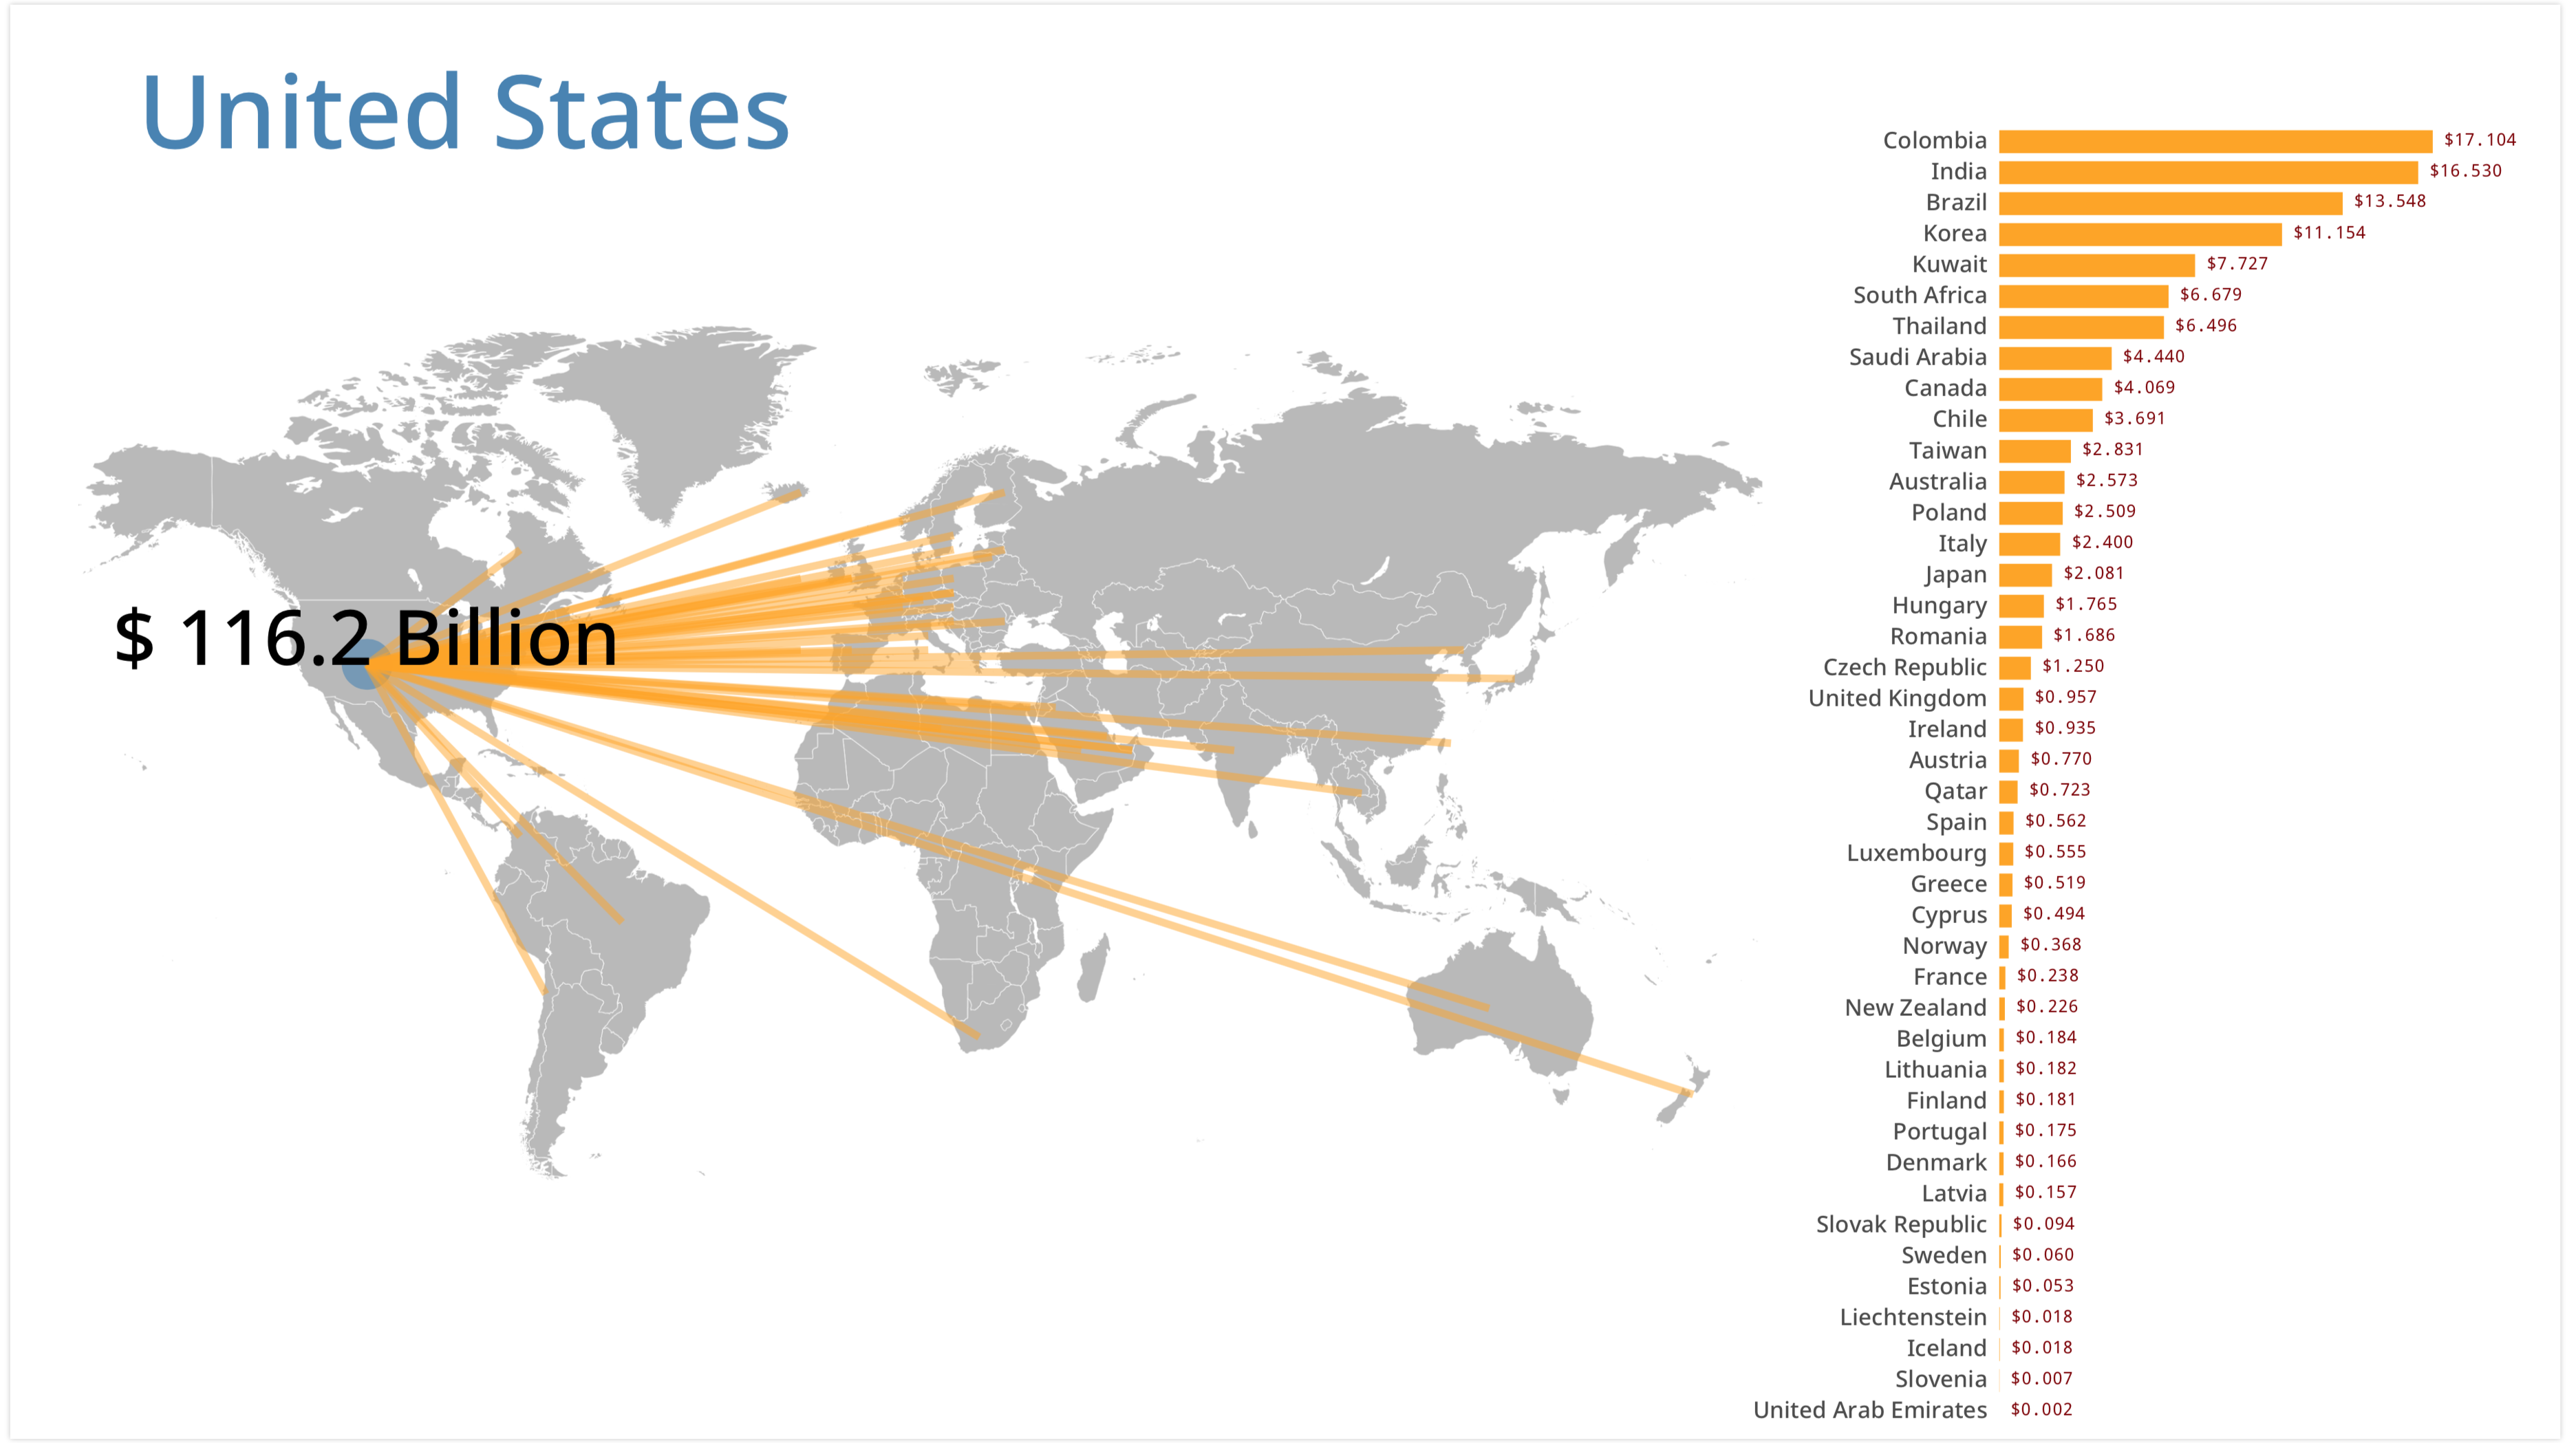 United States
$ 116.2 Billion
Colombia $17.104
India $16.530
Brazil $13.548
Korea $11.154
Kuwait $7.727
South Africa $6.679
Thailand $6.496
Saudi Arabia $4.440
Canada $4.069
Chile $3.691
Taiwan $2.831
Australia $2.573
Poland $2.509
Italy $2.400
Japan $2.081
Hungary $1.765
Romania $1.686
Czech Republic $1.250
United Kingdom $0.957
Ireland $0.935
Austria $0.770
Qatar $0.723
Spain $0.562
Luxembourg $0.555
Greece $0.519
Cyprus $0.494
Norway $0.368
France $0.238
New Zealand $0.226
Belgium $0.184
Lithuania $0.182
Finland $0.181
Portugal $0.175
Denmark $0.166
Latvia $0.157
Slovak Republic $0.094
Sweden $0.060
Estonia $0.053
Liechtenstein $0.018
Iceland $0.018
Slovenia $0.007
United Arab Emirates $0.002